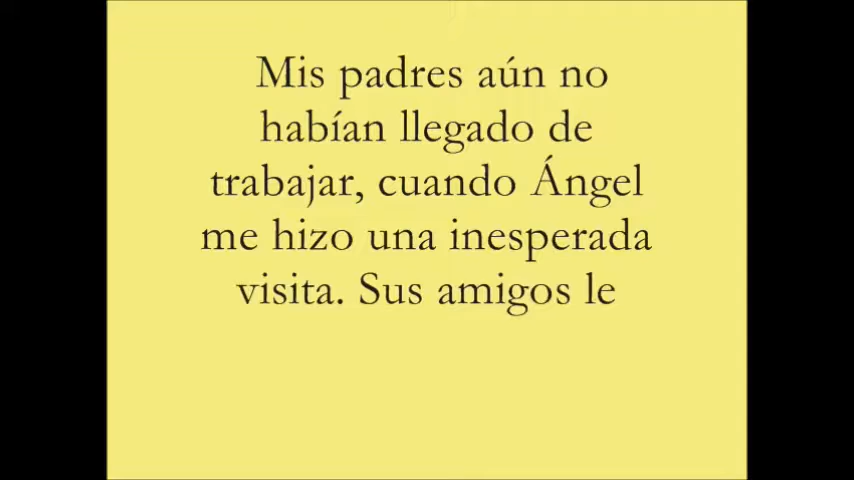 Mis padres aún no
habían llegado de
trabajar, cuando Ángel
me hizo una inesperada
visita. Sus amigos le